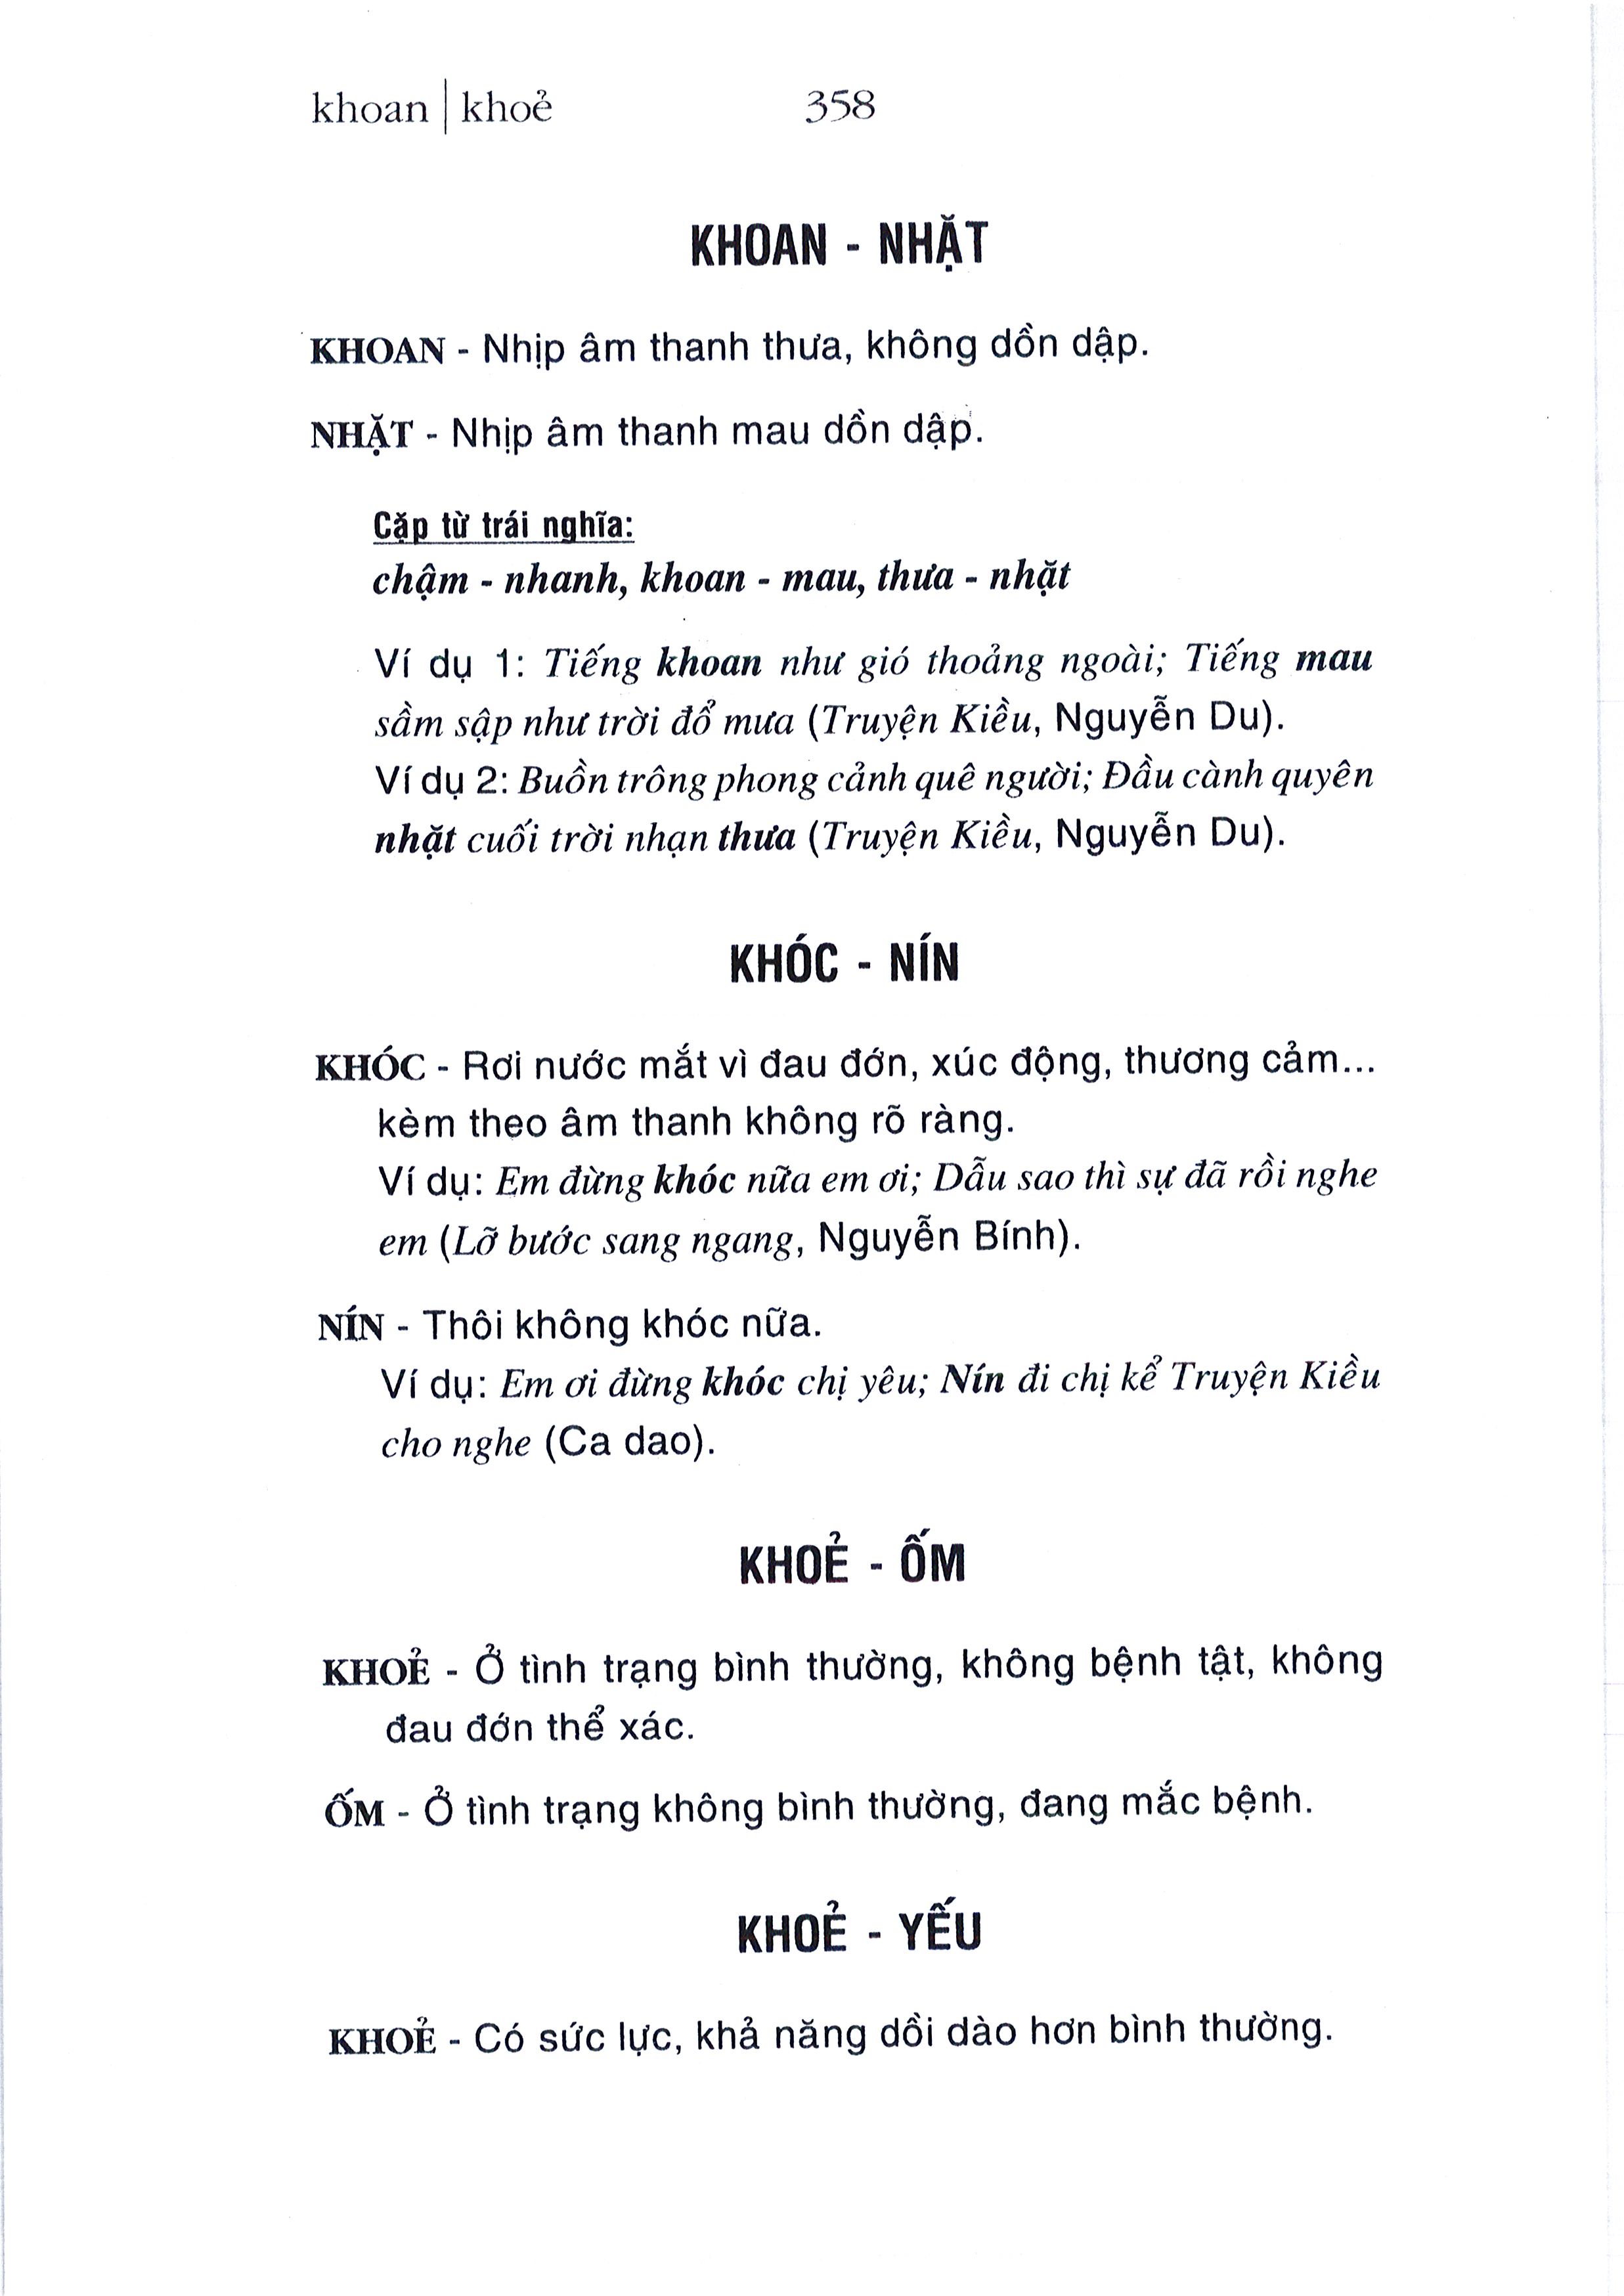 khoan | khoẻ 358
KHOAN - NHẶT
KHOAN - Nhịp âm thanh thưa, không dồn dập.
NHẶT - Nhịp âm thanh mau dồn dập.
Cặp từ trái nghĩa:
chậm - nhanh, khoan - mau, thưa - nhặt
Ví dụ 1: Tiếng khoan như gió thoảng ngoài; Tiếng mau
sầm sập như trời đổ mưa (Truyện Kiều, Nguyễn Du).
Ví dụ 2: Buồn trông phong cảnh quê người; Đầu cành quyên
nhặt cuối trời nhạn thưa (Truyện Kiều, Nguyễn Du).
KHÓC - NÍN
KHÓC - Rơi nước mắt vì đau đớn, xúc động, thương cảm...
kèm theo âm thanh không rõ ràng.
Ví dụ: Em đừng khóc nữa em ơi; Dẫu sao thì sự đã rồi nghe
em (Lỡ bước sang ngang, Nguyễn Bính).
NÍN - Thôi không khóc nữa.
Ví dụ: Em ơi đừng khóc chị yêu; Nín đi chị kể Truyện Kiều
cho nghe (Ca dao).
KHOẺ - ỐM
KHOẺ - Ở tình trạng bình thường, không bệnh tật, không
đau đớn thể xác.
ỐM - Ở tình trạng không bình thường, đang mắc bệnh.
KHOẺ - YẾU
KHOẺ - Có sức lực, khả năng dồi dào hơn bình thường.